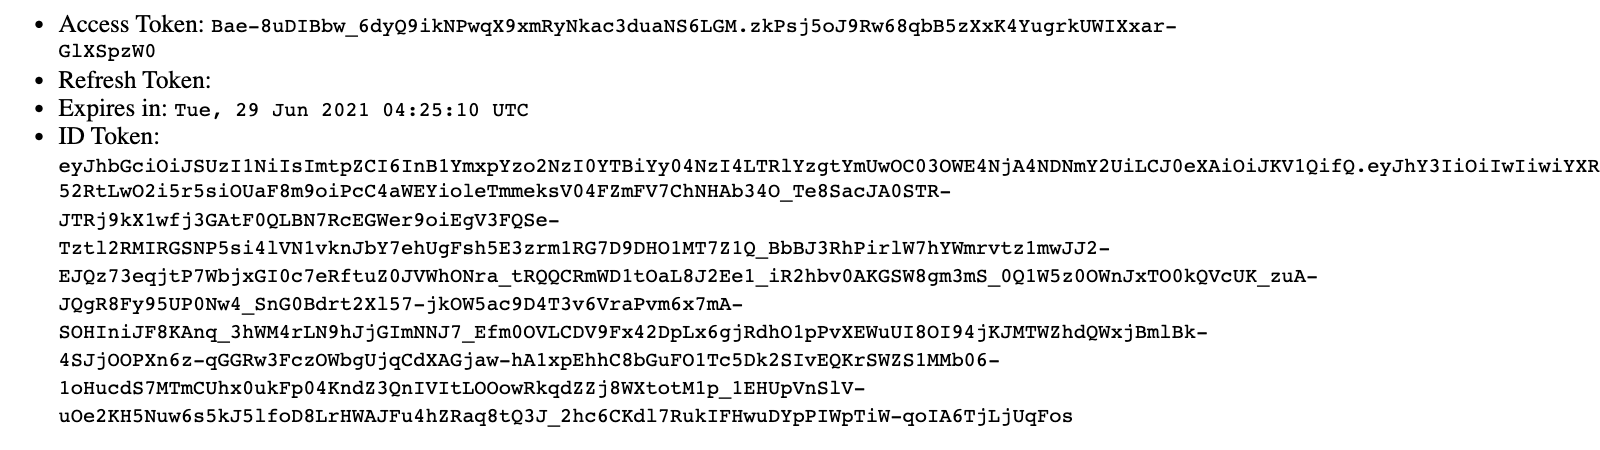 Access Token: Bae-8uDIBbw_6dyQ9ikNPwqX9xmRyNkac3duaNS6LGM.zkPsj5oJ9Rw68qbB5zXxK4YugrkUWIXxar-
GlXSpzW0
Refresh Token:
Expires in: Tue, 29 Jun 2021 04:25:10 UTC
ID Token:
eyJhbGciOiJSUzI1NiIsImtpZCI6InB1YmxpYzo2NzI0YTBiYy04NzI4LTRlYzgtYmUwOC03OWE4NjA4NDNmY2UiLCJ0eXAiOiJKV1QifQ.eyJhY3IiOiIwIiwiYXR
52RtLwO2i5r5siOUaF8m9oiPcC4aWEYioleTmmeksV04FZmFV7ChNHAb34O_Te8SacJA0STR-
JTRj9kX1wfj3GAtF0QLBN7RcEGWer9oiEgV3FQSe-
Tztl2RMIRGSNP5si4lVN1vknJbY7ehUgFsh5E3zrm1RG7D9DHO1MT7Z1Q_BbBJ3RhPirlW7hYWmrvtz1mwJJ2-
EJQz73eqjtP7WbjxGI0c7eRftuZ0JVWhONra_tRQQCRmWD1tOaL8J2Ee1_iR2hbv0AKGSW8gm3mS_0Q1W5z0OWnJxTO0kQVcUK_zuA-
JQgR8Fy95UP0Nw4_SnG0Bdrt2Xl57-jkOW5ac9D4T3v6VraPvm6x7mA-
SOHIniJF8KAnq_3hWM4rLN9hJjGImNNJ7_Efm0OVLCDV9Fx42DpLx6gjRdhO1pPvXEWuUI8OI94jKJMTWZhdQWxjBmlBk-
4SJjOOPXn6z-qGGRw3FczOWbgUjqCdXAGjaw-hA1xpEhhC8bGuFO1Tc5Dk2SIvEQKrSWZS1MMb06-
1oHucdS7MTmCUhx0ukFp04KndZ3QnIVItLOOowRkqdZZj8WXtotM1p_1EHUpVnSlV-
uOe2KH5Nuw6s5kJ5lfoD8LrHWAJFu4hZRaq8tQ3J_2hc6CKdl7RukIFHwuDYpPIWpTiW-qoIA6TjLjUqFos